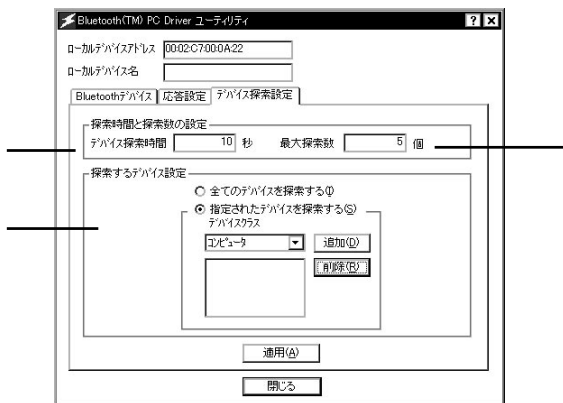 Bluetooth(TM) PC Driver ユーティリティ
ローカルデバイスアドレス 00:02:C7:00:0A:22
ローカルデバイス名
Bluetoothデバイス 応答設定 デバイス探索設定
探索時間と探索数の設定
デバイス探索時間 10 秒 最大探索数 5 個
探索するデバイス設定
全てのデバイスを探索する(I)
指定されたデバイスを探索する(S)
デバイスクラス
コンピュータ 追加(D)
削除(R)
適用(A)
閉じる